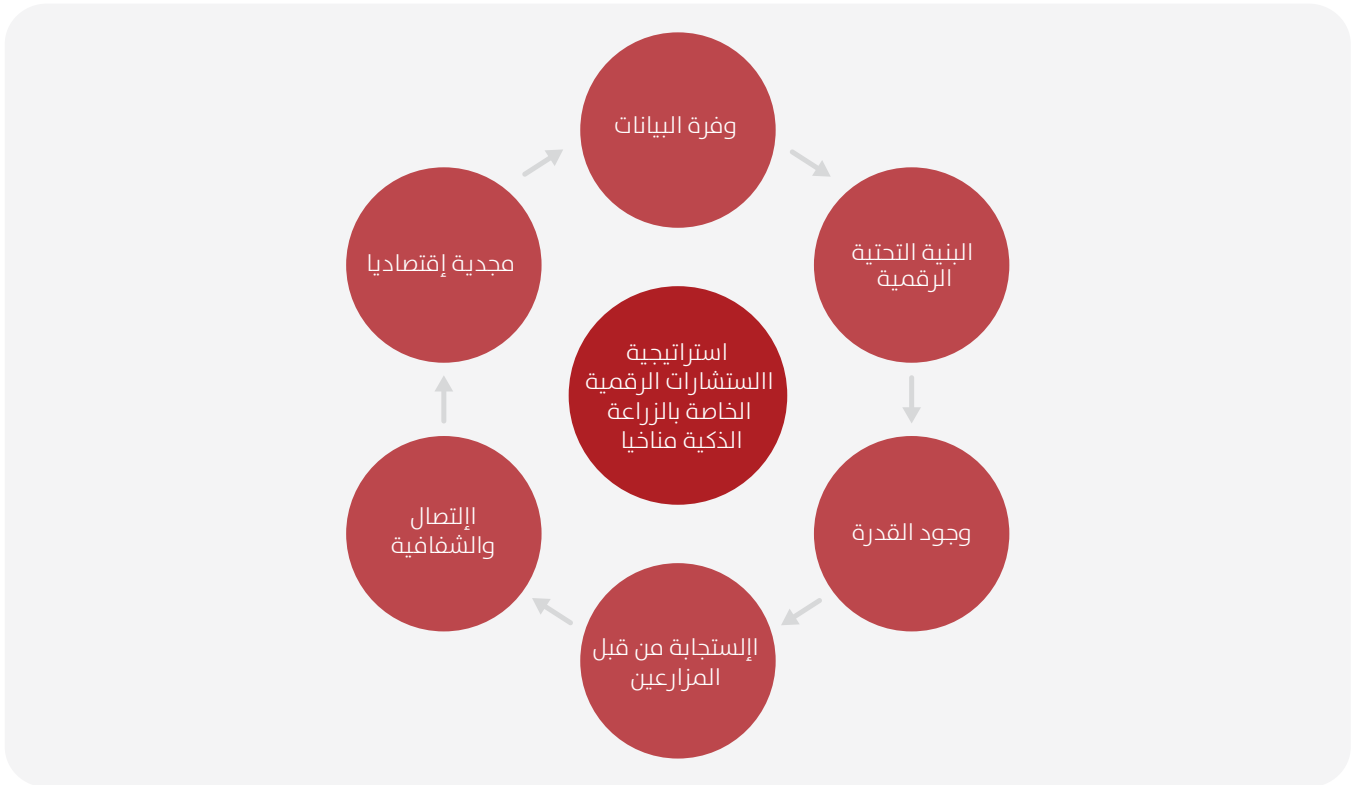 وفرة البيانات
البنية التحتية
الرقمية
وجود القدرة
اإلستجابة من قبل
المزارعين
اإلتصال
والشفافية
مجدية إقتصاديا
استراتيجية
االستشارات الرقمية
الخاصة بالزراعة
الذكية مناخيا